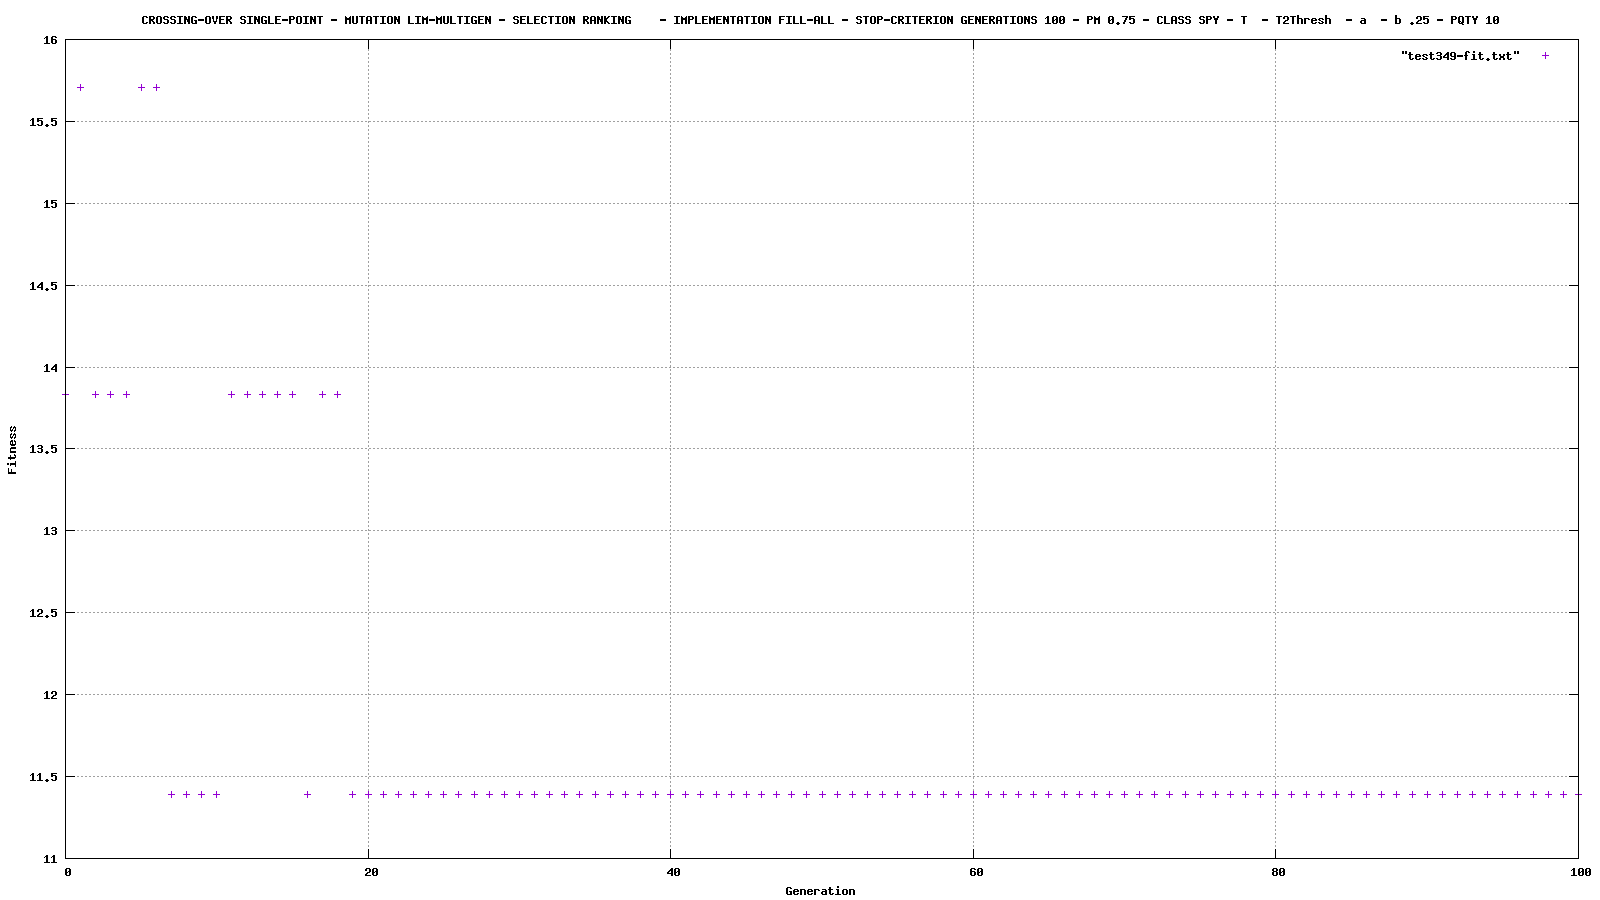 CROSSING-OVER SINGLE-POINT - MUTATION LIM-MULTIGEN - SELECTION RANKING    - IMPLEMENTATION FILL-ALL - STOP-CRITERION GENERATIONS 100 - PM 0.75 - CLASS SPY - T  - T2Thresh  - a  - b .25 - PQTY 10
"test349-fit.txt"
16
15.5
15
14.5
14
13.5
13
12.5
12
11.5
11
Fitness
0 20 40 60 80 100
Generation